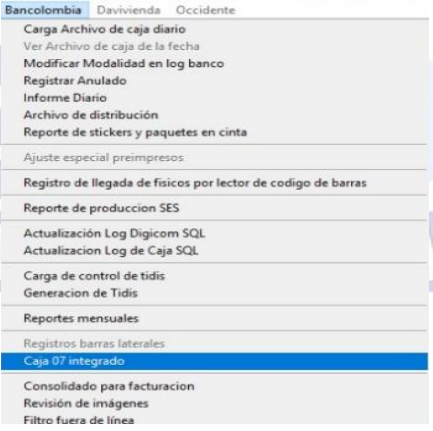 Bancolombia Davivienda Occidente
Carga Archivo de caja diario
Ver Archivo de caja de la fecha
Modificar Modalidad en log banco
Registrar Anulado
Informe Diario
Archivo de distribución
Reporte de stickers y paquetes en cinta
Ajuste especial preimpresos
Registro de llegada de fisicos por lector de codigo de barras
Reporte de produccion SES
Actualización Log Digicom SQL
Actualizacion Log de Caja SQL
Carga de control de tidis
Generacion de Tidis
Reportes mensuales
Registros barras laterales
Caja 07 integrado
Consolidado para facturacion
Revisión de imágenes
Filtro fuera de línea